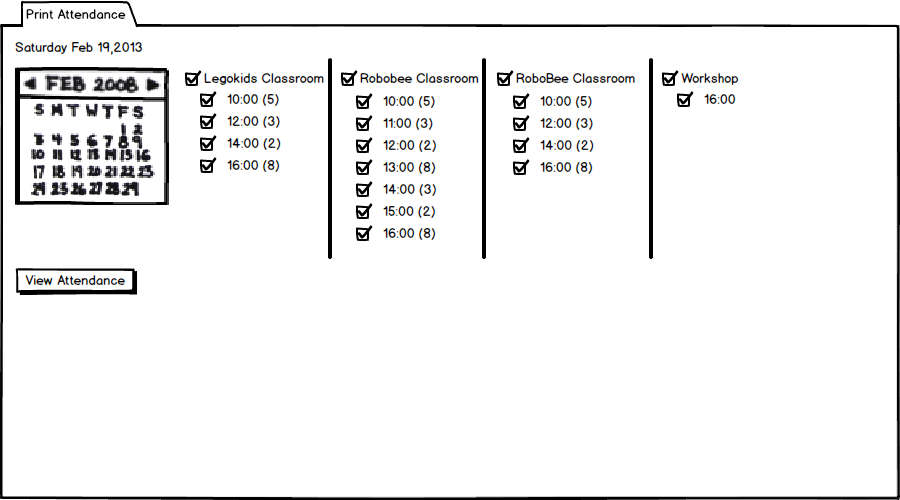 Print Attendance
Saturday Feb 19,2013
FEB 2008
S M T W T F S
1 2
3 4 5 6 7 8 9
10 11 12 13 14 15 16
17 18 19 20 21 22 23
24 25 26 27 28 29
Legokids Classroom
10:00 (5)
12:00 (3)
14:00 (2)
16:00 (8)
Robobee Classroom
10:00 (5)
11:00 (3)
12:00 (2)
13:00 (8)
14:00 (3)
15:00 (2)
16:00 (8)
RoboBee Classroom
10:00 (5)
12:00 (3)
14:00 (2)
16:00 (8)
Workshop
16:00
View Attendance